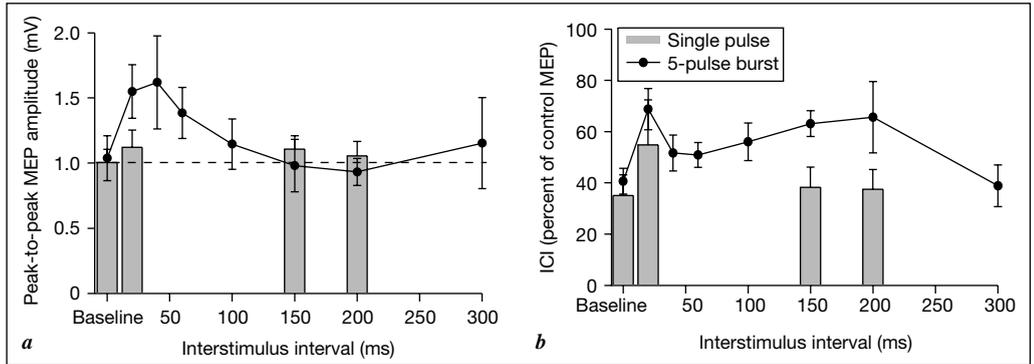 Peak-to-peak MEP amplitude (mV)
2.0
1.5
1.0
0.5
0
Baseline 50 100 150 200 250 300
Interstimulus interval (ms)
a
ICI (percent of control MEP)
100
80
60
40
20
0
Single pulse
5-pulse burst
Baseline 50 100 150 200 250 300
Interstimulus interval (ms)
b